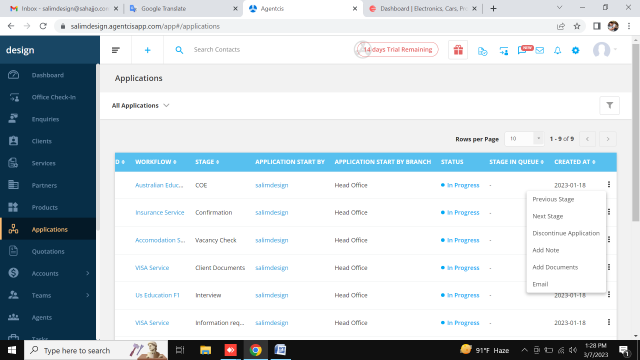 Inbox - salimdesign@sahajjo.com
Google Translate
Agentcis
Dashboard | Electronics, Cars, Pr
salimdesign.agentcisapp.com/app#/applications
design
Search Contacts
14 days Trial Remaining
NEW
Dashboard
Office Check-In
Enquiries
Clients
Services
Partners
Products
Applications
Quotations
Accounts
Teams
Agents
Tasks
Applications
All Applications
Rows per Page
10
1 - 9 of 9
D WORKFLOW STAGE APPLICATION START BY APPLICATION START BY BRANCH STATUS STAGE IN QUEUE CREATED AT
Australian Educ... COE salimdesign Head Office In Progress - 2023-01-18
Insurance Service Confirmation salimdesign Head Office In Progress -
Accomodation S... Vacancy Check salimdesign Head Office In Progress -
VISA Service Client Documents salimdesign Head Office In Progress -
Us Education F1 Interview salimdesign Head Office In Progress - 2023-01-18
VISA Service Information req... salimdesign Head Office In Progress - 2023-01-18
Previous Stage
Next Stage
Discontinue Application
Add Note
Add Documents
Email
Type here to search
91°F Haze
1:28 PM
3/7/2023